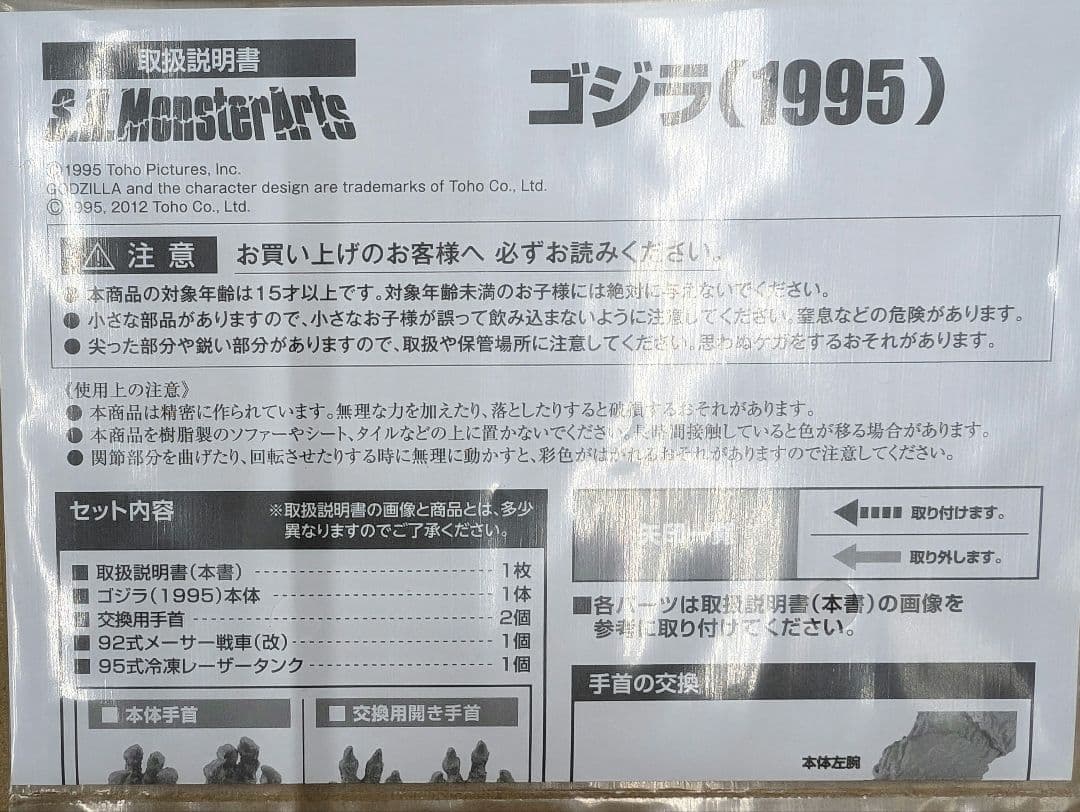 取扱説明書
S.H.MonsterArts
ゴジラ(1995)
Ⓒ1995 Toho Pictures, Inc.
GODZILLA and the character design are trademarks of Toho Co., Ltd.
Ⓒ1995, 2012 Toho Co., Ltd.
⚠注意 お買い上げのお客様へ 必ずお読みください。
●本商品の対象年齢は15才以上です。対象年齢未満のお子様には絶対に与えないでください。
●小さな部品がありますので、小さなお子様が誤って飲み込まないように注意してください。窒息などの危険があります。
●尖った部分や鋭い部分がありますので、取扱や保管場所に注意してください。思わぬケガをするおそれがあります。
《使用上の注意》
●本商品は精密に作られています。無理な力を加えたり、落としたりすると破損するおそれがあります。
●本商品を樹脂製のソファーやシート、タイルなどの上に置かないでください。長時間接触していると色が移る場合があります。
●関節部分を曲げたり、回転させたりする時に無理に動かすと、彩色がはがれるおそれがありますので注意してください。
セット内容
※取扱説明書の画像と商品とは、多少
異なりますのでご了承ください。
■取扱説明書(本書) 1枚
■ゴジラ(1995)本体 1体
■交換用手首 2個
■92式メーサー戦車(改) 1個
■95式冷凍レーザータンク 1個
■本体手首
■交換用開き手首
矢印一覧
取り付けます。
取り外します。
■各パーツは取扱説明書(本書)の画像を
参考に取り付けてください。
手首の交換
本体左腕